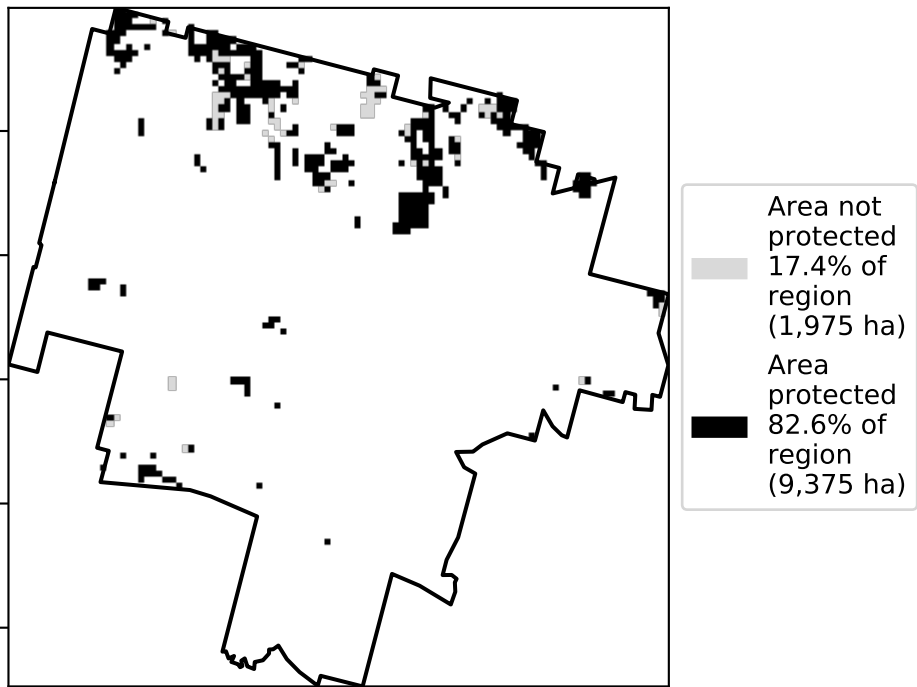 Area not
protected
17.4% of
region
(1,975 ha)
Area
protected
82.6% of
region
(9,375 ha)